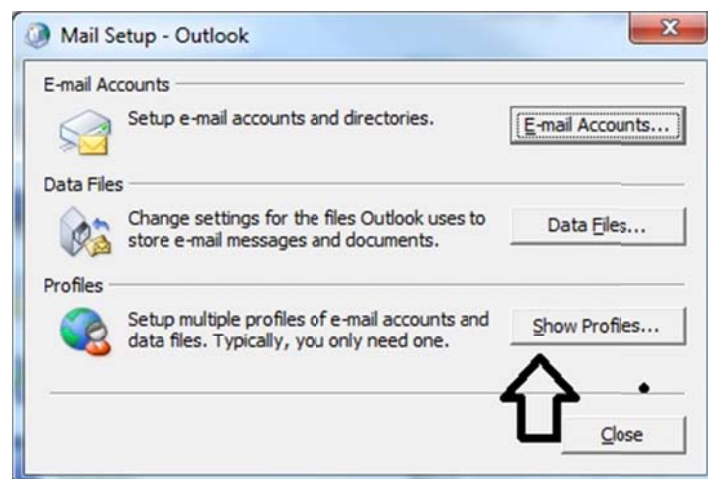 Mail Setup - Outlook
E-mail Accounts
Setup e-mail accounts and directories.
E-mail Accounts...
Data Files
Change settings for the files Outlook uses to
store e-mail messages and documents.
Data Files...
Profiles
Setup multiple profiles of e-mail accounts and
data files. Typically, you only need one.
Show Profiles...
Close